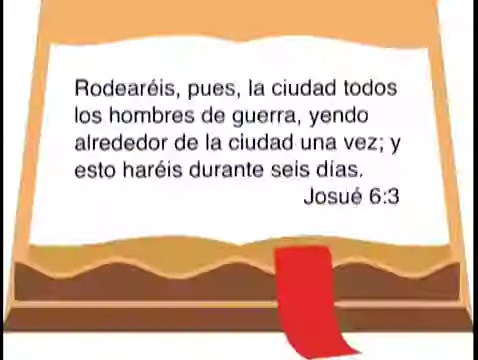 Rodearéis, pues, la ciudad todos
los hombres de guerra, yendo
alrededor de la ciudad una vez; y
esto haréis durante seis días.
Josué 6:3